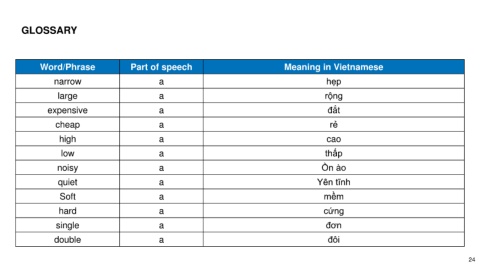 GLOSSARY
Word/Phrase Part of speech Meaning in Vietnamese
narrow a hẹp
large a rộng
expensive a đắt
cheap a rẻ
high a cao
low a thấp
noisy a Ồn ào
quiet a Yên tĩnh
Soft a mềm
hard a cứng
single a đơn
double a đôi
24